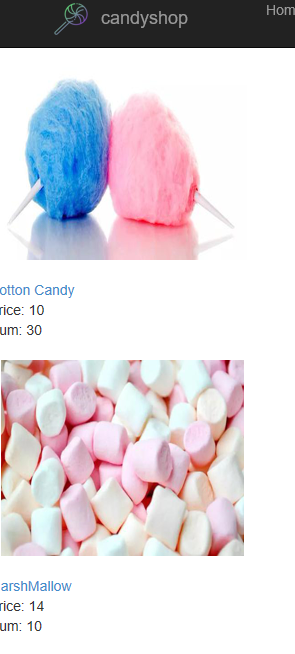 candyshop Hom
otton Candy
rice: 10
um: 30
arshMallow
rice: 14
um: 10